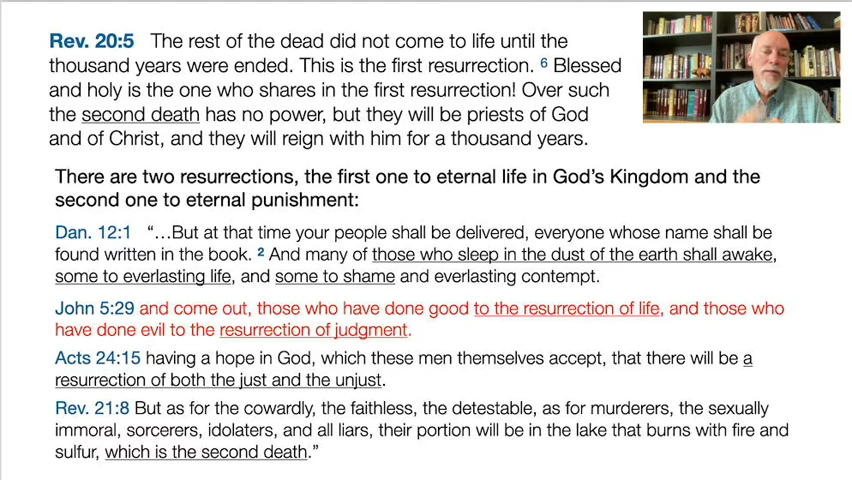 Rev. 20:5 The rest of the dead did not come to life until the
thousand years were ended. This is the first resurrection. 6 Blessed
and holy is the one who shares in the first resurrection! Over such
the second death has no power, but they will be priests of God
and of Christ, and they will reign with him for a thousand years.
There are two resurrections, the first one to eternal life in God's Kingdom and the
second one to eternal punishment:
Dan. 12:1 “…But at that time your people shall be delivered, everyone whose name shall be
found written in the book. 2 And many of those who sleep in the dust of the earth shall awake,
some to everlasting life, and some to shame and everlasting contempt.
John 5:29 and come out, those who have done good to the resurrection of life, and those who
have done evil to the resurrection of judgment.
Acts 24:15 having a hope in God, which these men themselves accept, that there will be a
resurrection of both the just and the unjust.
Rev. 21:8 But as for the cowardly, the faithless, the detestable, as for murderers, the sexually
immoral, sorcerers, idolaters, and all liars, their portion will be in the lake that burns with fire and
sulfur, which is the second death.”